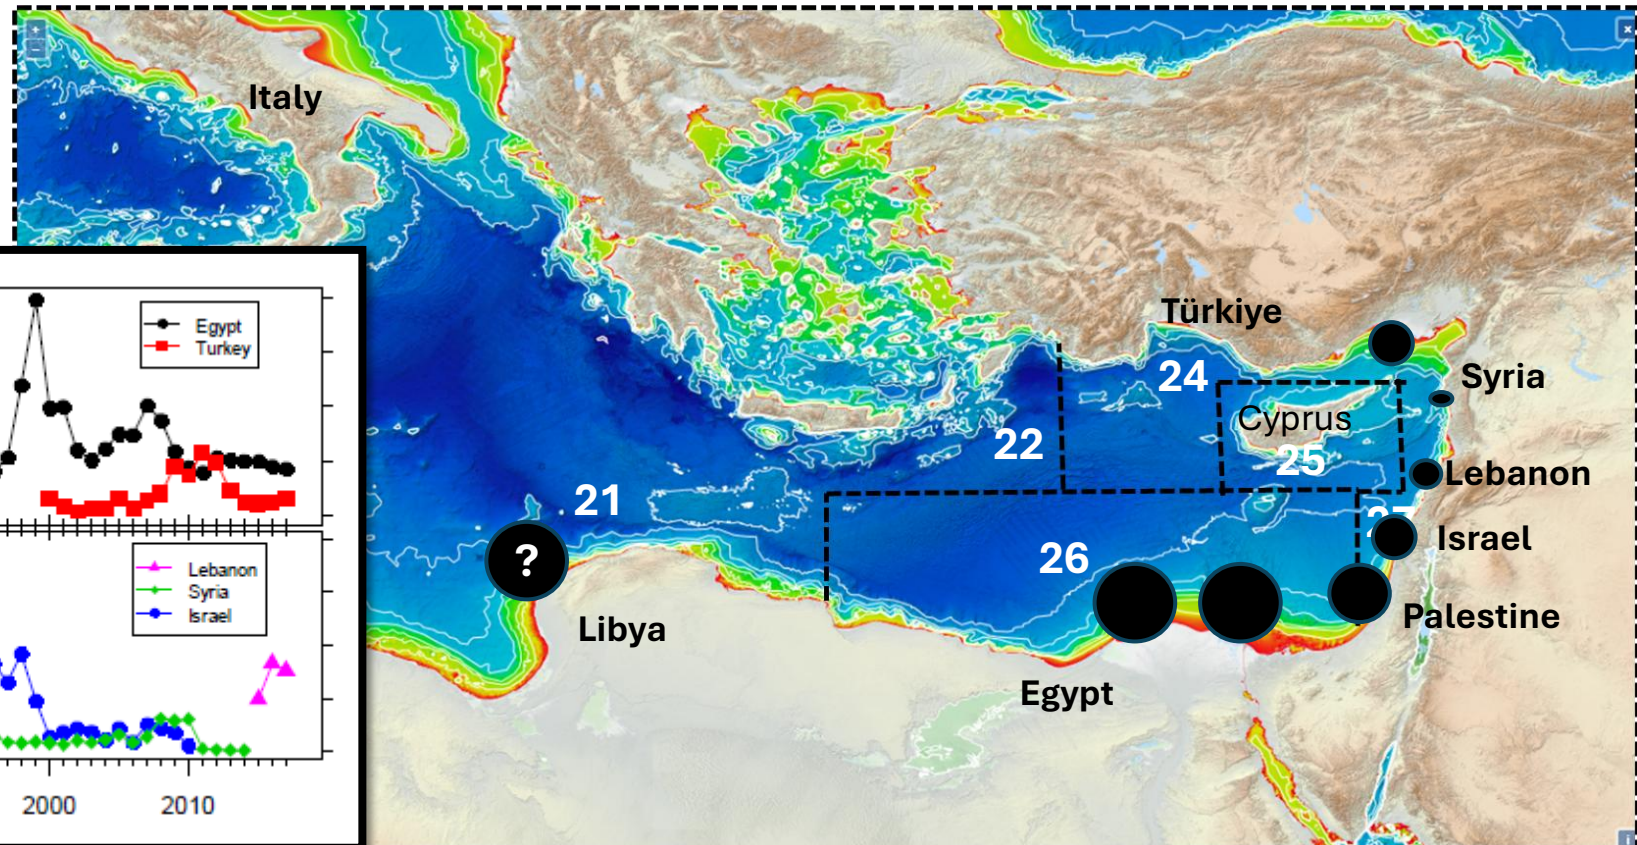 Italy
Egypt
Turkey
Türkiye
24
Syria
Cyprus
22
25
Lebanon
21
?
Israel
26
Lebanon
Syria
Israel
Palestine
Libya
Egypt
2000
2010